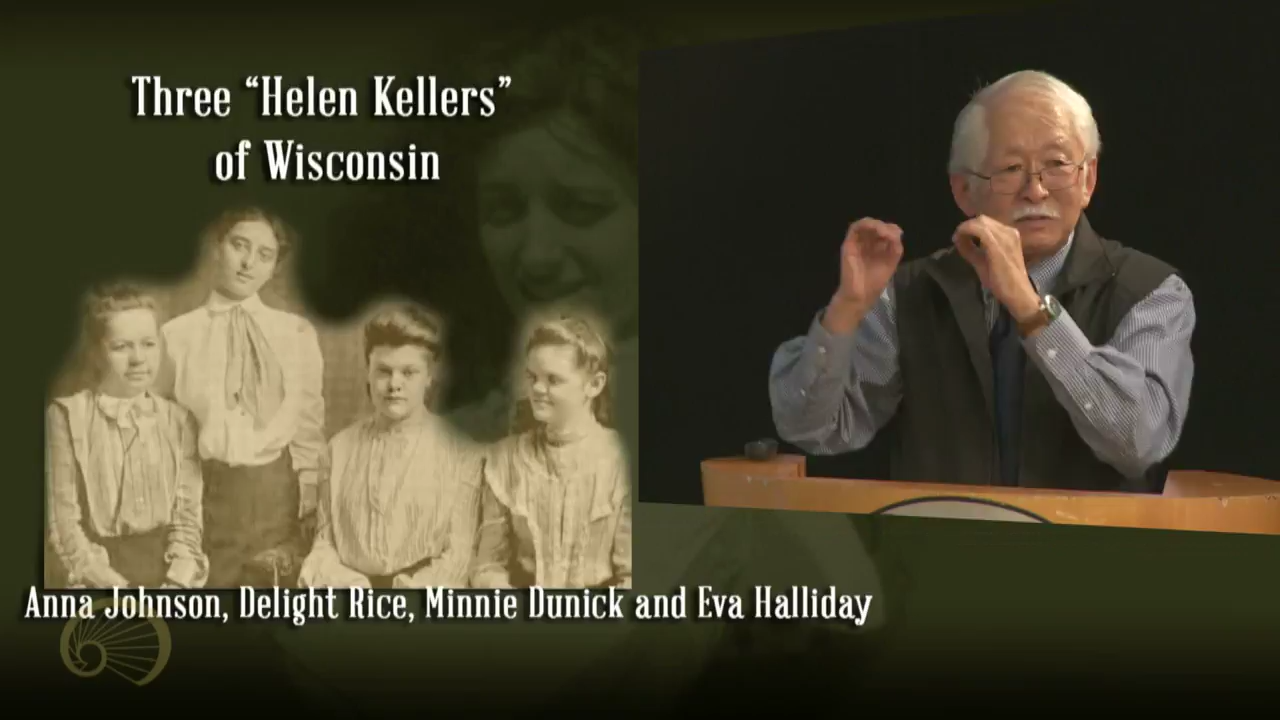 Three “Helen Kellers”
of Wisconsin
Anna Johnson, Delight Rice, Minnie Dunick and Eva Halliday